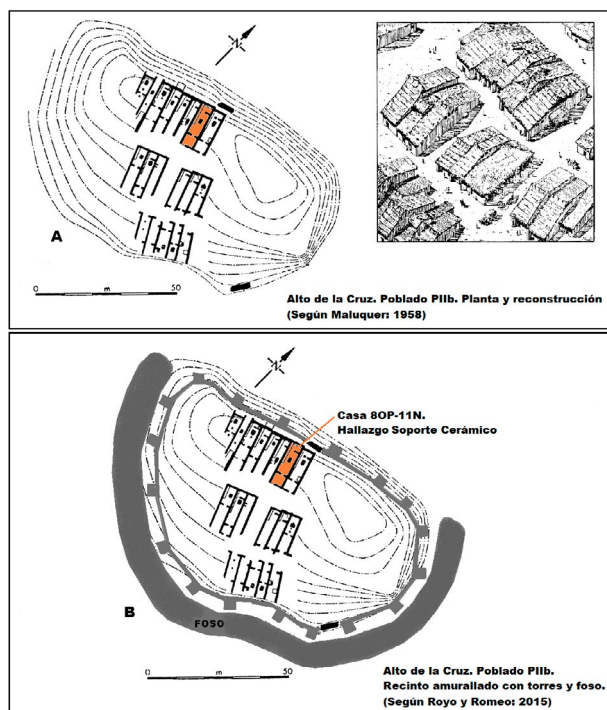 N
A
0
m
50
Alto de la Cruz. Poblado PIIb. Planta y reconstrucción
(Según Maluquer: 1958)
N
Casa 8OP-11N.
Hallazgo Soporte Cerámico
B
FOSO
0
m
50
Alto de la Cruz. Poblado PIIb.
Recinto amurallado con torres y foso.
(Según Royo y Romeo: 2015)